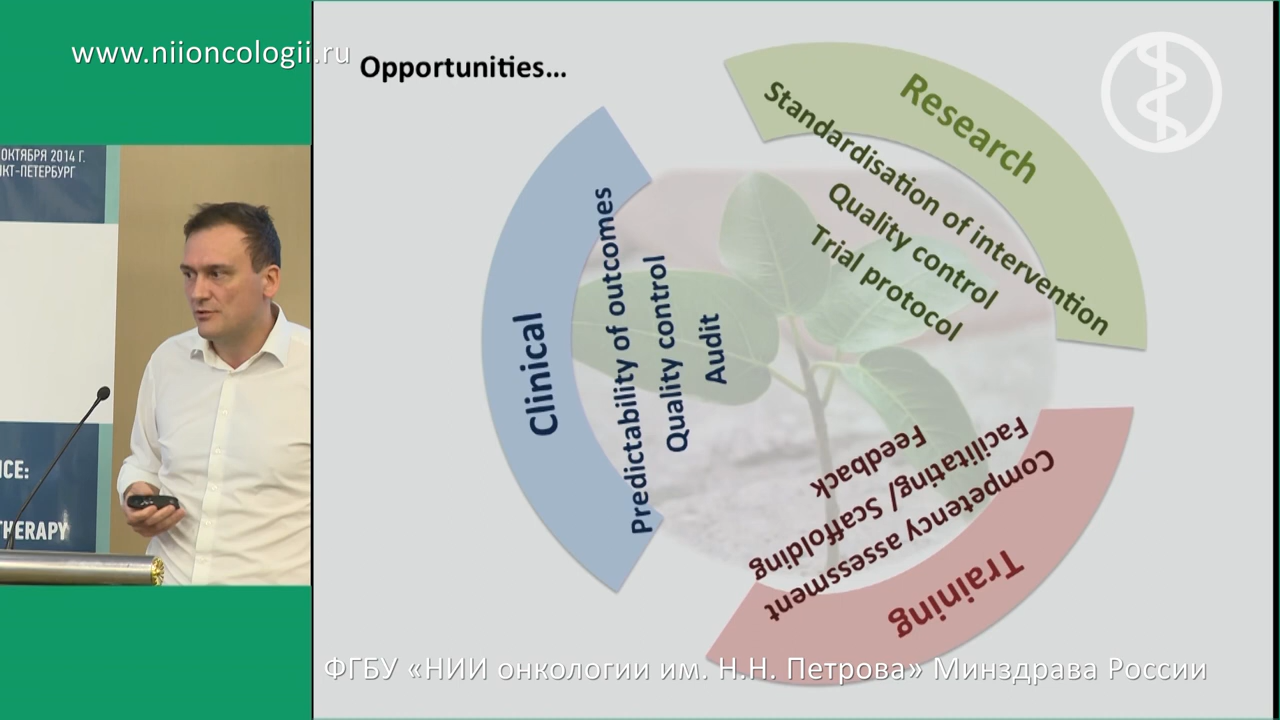 www.niioncologii.ru
Opportunities...
ОКТЯБРЯ 2014 Г.
КТ-ПЕТЕРБУРГ
CE:
THERAPY
Research
Standardisation of intervention
Quality control
Trial protocol
Clinical
Predictability of outcomes
Quality control
Audit
Training
Competency assessment
Facilitating/ Scaffolding
Feedback
ФГБУ «НИИ онкологии им. Н.Н. Петрова» Минздрава России